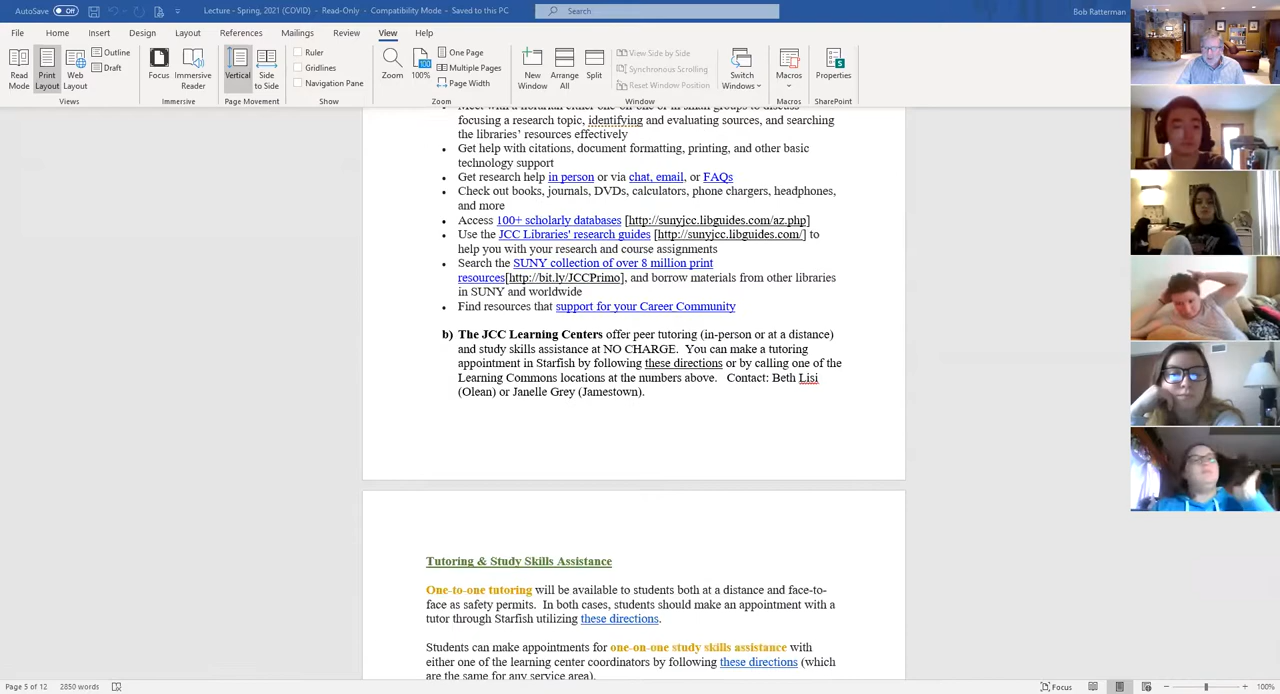 AutoSave Off
Lecture - Spring, 2021 (COVID) - Read-Only - Compatibility Mode - Saved to this PC
Search
Bob Ratterman
File Home Insert Design Layout References Mailings Review View Help
Read Mode
Print Layout
Web Layout
Outline
Draft
Views
Focus
Immersive Reader
Immersive
Vertical
Side to Side
Page Movement
Ruler
Gridlines
Navigation Pane
Show
Zoom
100
100%
One Page
Multiple Pages
Page Width
Zoom
New Window
Arrange All
Split
View Side by Side
Synchronous Scrolling
Reset Window Position
Window
Switch Windows
Macros
Macros
Properties
SharePoint
focusing a research topic, identifying and evaluating sources, and searching
the libraries' resources effectively
• Get help with citations, document formatting, printing, and other basic
technology support
• Get research help in person or via chat, email, or FAQs
• Check out books, journals, DVDs, calculators, phone chargers, headphones,
and more
• Access 100+ scholarly databases [http://sunyjcc.libguides.com/az.php]
• Use the JCC Libraries' research guides [http://sunyjcc.libguides.com/] to
help you with your research and course assignments
• Search the SUNY collection of over 8 million print
resources[http://bit.ly/JCCPrimo], and borrow materials from other libraries
in SUNY and worldwide
• Find resources that support for your Career Community
b) The JCC Learning Centers offer peer tutoring (in-person or at a distance)
and study skills assistance at NO CHARGE. You can make a tutoring
appointment in Starfish by following these directions or by calling one of the
Learning Commons locations at the numbers above. Contact: Beth Lisi
(Olean) or Janelle Grey (Jamestown).
Tutoring & Study Skills Assistance
One-to-one tutoring will be available to students both at a distance and face-to-
face as safety permits. In both cases, students should make an appointment with a
tutor through Starfish utilizing these directions.
Students can make appointments for one-on-one study skills assistance with
either one of the learning center coordinators by following these directions (which
are the same for any service area).
Page 5 of 12 2850 words
Focus
100%